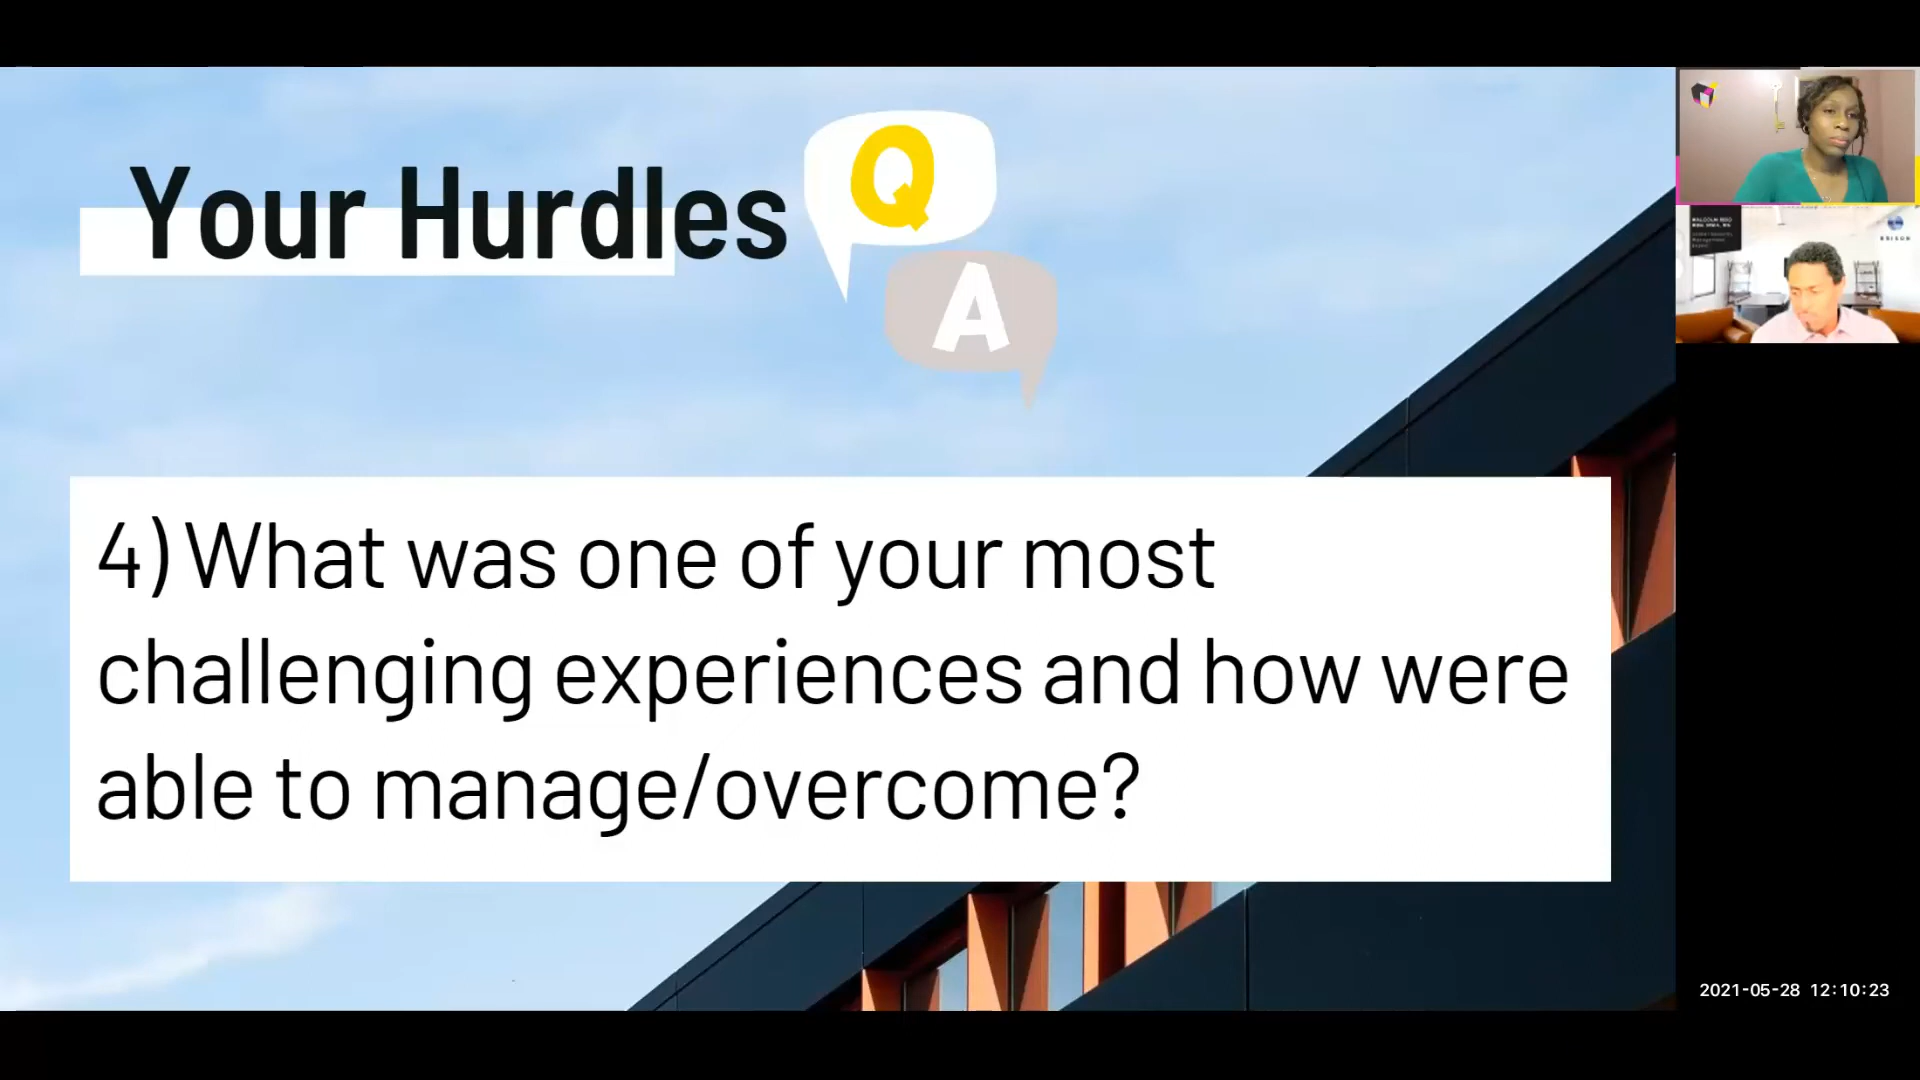 Your Hurdles
Q
A
4) What was one of your most
challenging experiences and how were
able to manage/overcome?
2021-05-28 12:10:23